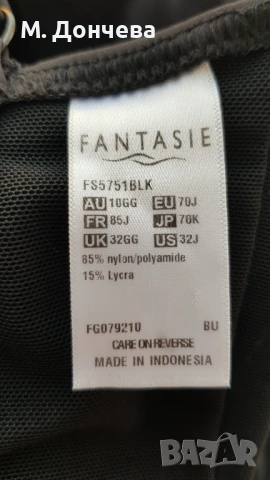 М. Дончева
FANTASIE
FS5751BLK
AU 10GG EU 70J
FR 85J JP 70K
UK 32GG US 32J
85% nylon/polyamide
15% Lycra
FG079210 BU
CARE ON REVERSE
MADE IN INDONESIA
BAZAR